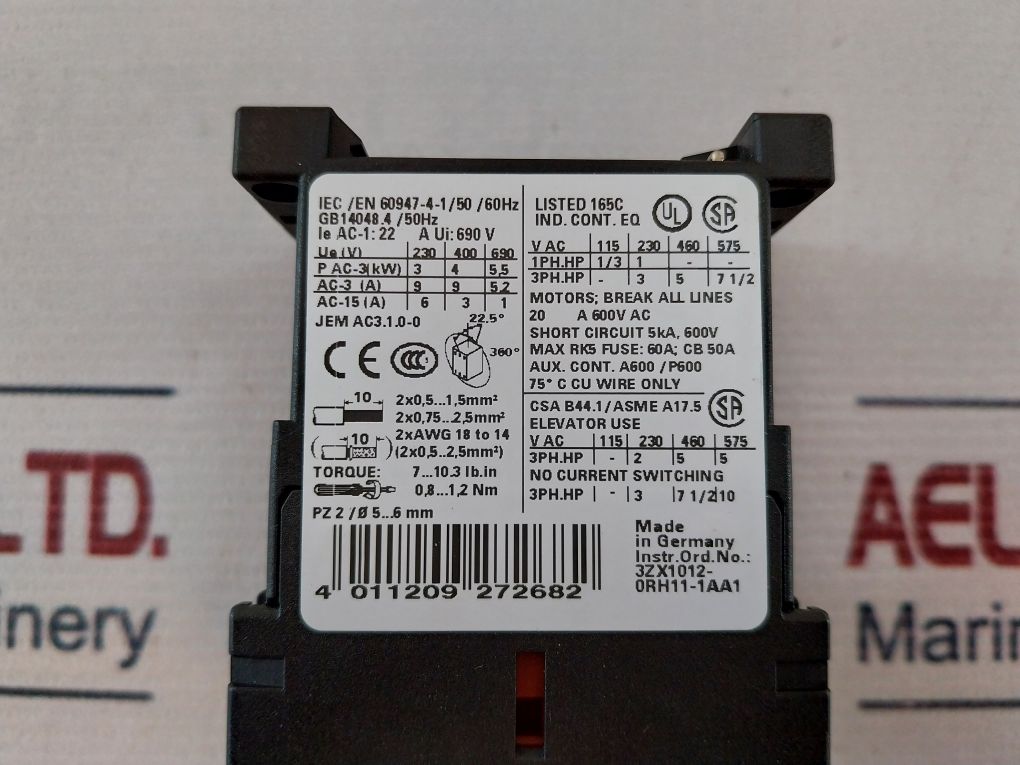 IEC /EN 60947-4-1/50 /60Hz
GB14048.4 /50Hz
Ie AC-1: 22 A Ui: 690 V
Ue (V) 230 400 690
P AC-3(kW) 3 4 5,5
AC-3 (A) 9 9 5,2
AC-15 (A) 6 3 1
JEM AC3.1.0-0
22.5°
360°
CE CCC
10 2x0,5...1,5mm²
2x0,75...2,5mm²
2xAWG 18 to 14
10 (2x0,5...2,5mm²)
TORQUE: 7...10.3 lb.in
0,8...1,2 Nm
PZ 2 / Ø 5...6 mm
4 011209 272682
LISTED 165C
IND. CONT. EQ UL SA
V AC 115 230 460 575
1PH.HP 1/3 1 - -
3PH.HP - 3 5 7 1/2
MOTORS; BREAK ALL LINES
20 A 600V AC
SHORT CIRCUIT 5kA, 600V
MAX RK5 FUSE: 60A; CB 50A
AUX. CONT. A600 /P600
75° C CU WIRE ONLY
CSA B44.1/ASME A17.5 SA
ELEVATOR USE
V AC 115 230 460 575
3PH.HP - 2 5 5
NO CURRENT SWITCHING
3PH.HP - 3 7 1/2 10
Made
in Germany
Instr.Ord.No.:
3ZX1012-
0RH11-1AA1
LTD.
inery
AEL
Marin